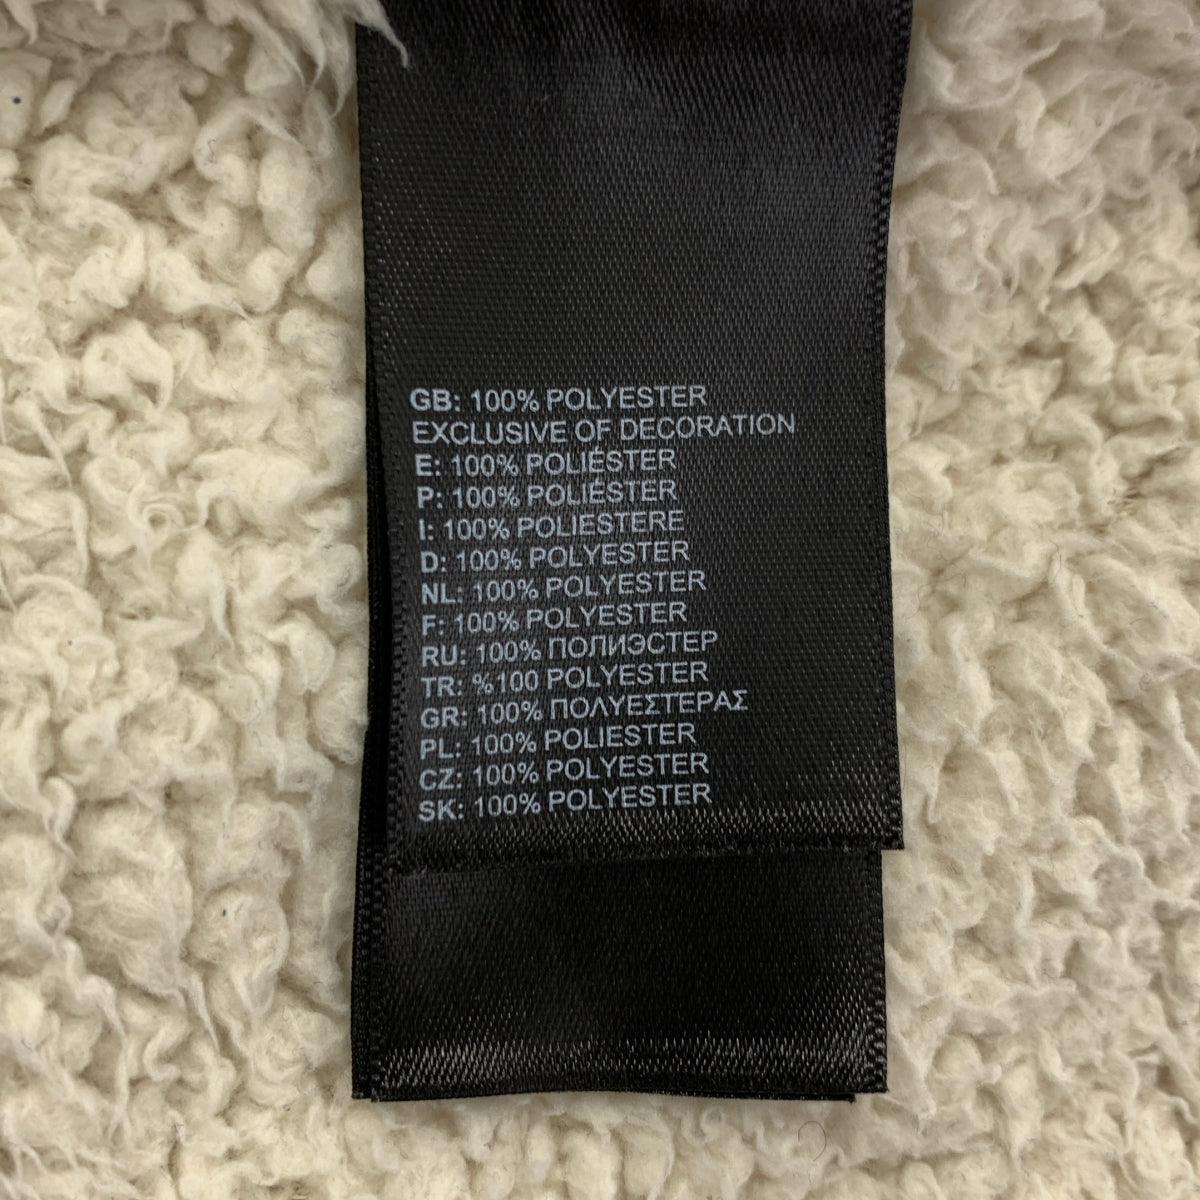 GB: 100% POLYESTER
EXCLUSIVE OF DECORATION
E: 100% POLIÉSTER
P: 100% POLIÉSTER
I: 100% POLIESTERE
D: 100% POLYESTER
NL: 100% POLYESTER
F: 100% POLYESTER
RU: 100% ПОЛИЭСТЕР
TR: %100 POLYESTER
GR: 100% ΠΟΛΥΕΣΤΕΡΑΣ
PL: 100% POLIESTER
CZ: 100% POLYESTER
SK: 100% POLYESTER